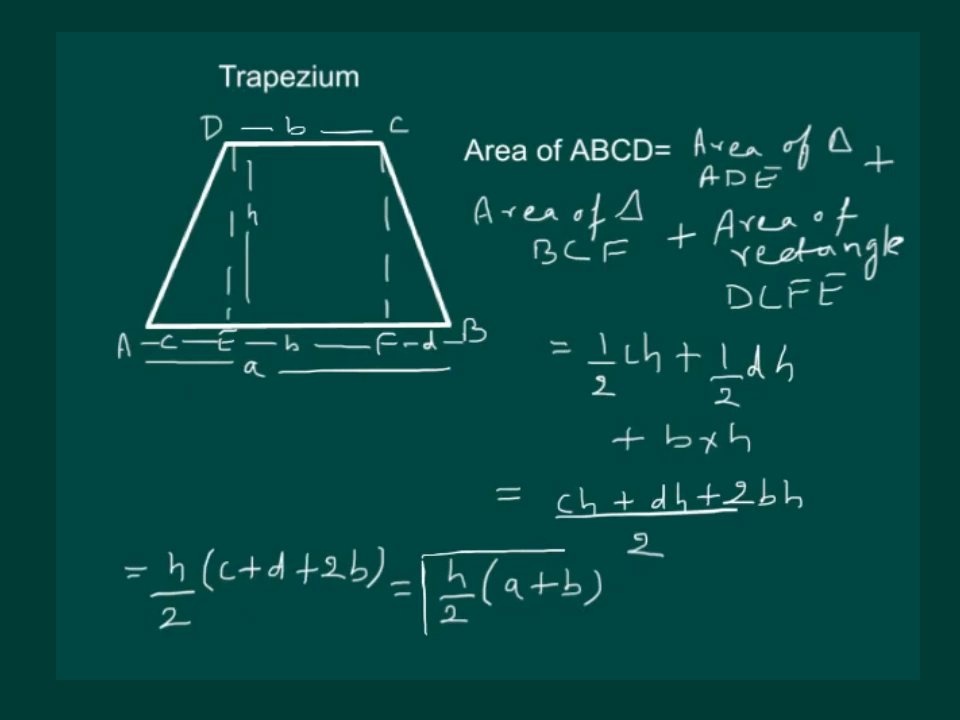 Trapezium
D — b — C
Area of ABCD= Area of Δ +
ADE
Area of Δ + Area of
BCF rectangle
DCFE
h
A —C—E — b — F-d-B
a
= 1/2 ch + 1/2 dh
+ b×h
= ch + dh + 2bh
2
= h/2 (c+d+2b) = h/2 (a+b)